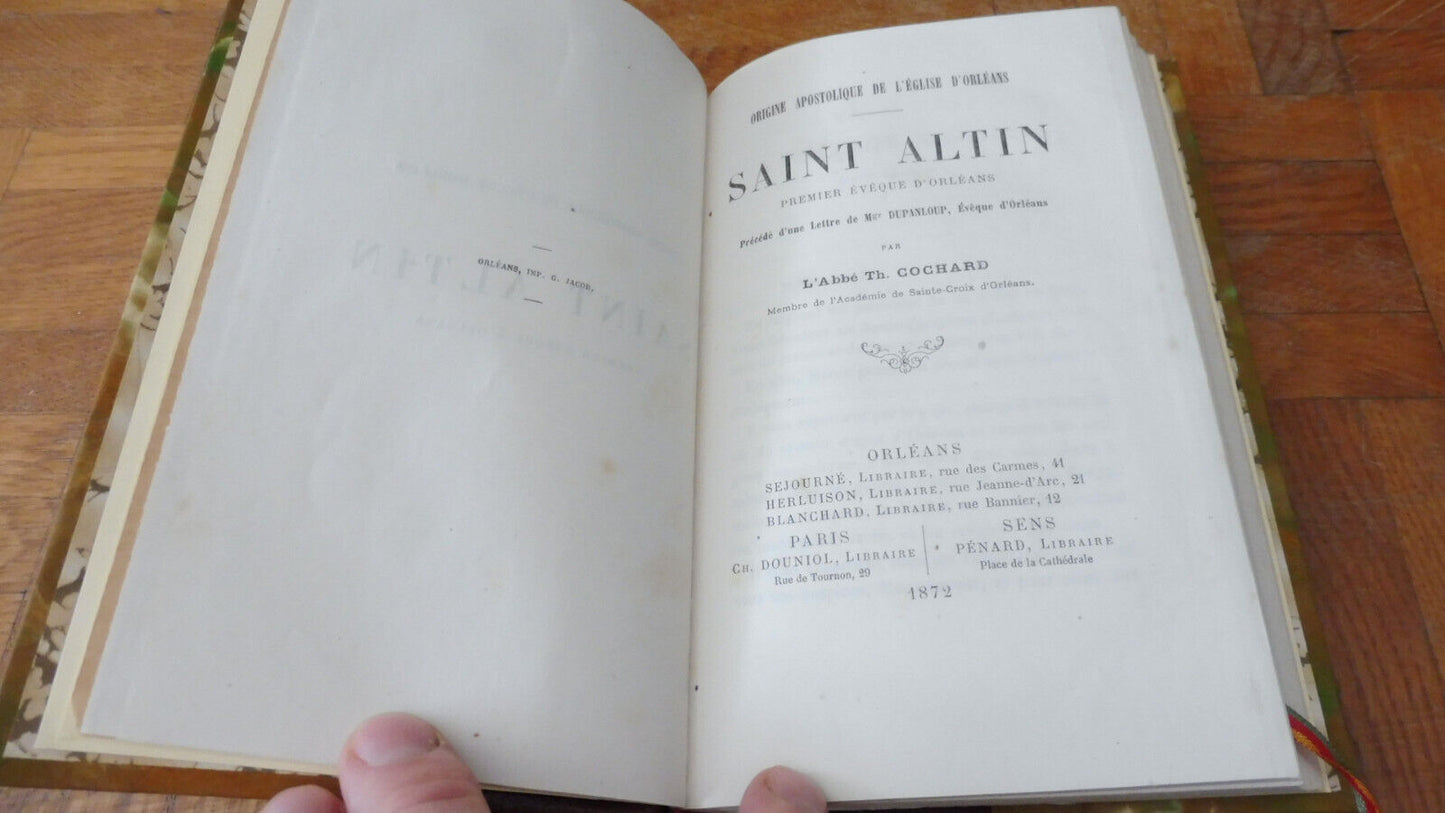 ORLÉANS, IMP. G. JACOB.
ORIGINE APOSTOLIQUE DE L'ÉGLISE D'ORLÉANS
SAINT ALTIN
PREMIER ÉVÊQUE D'ORLÉANS
Précédé d'une Lettre de Mgr DUPANLOUP, Évêque d'Orléans
PAR
L'Abbé Th. COCHARD
Membre de l'Académie de Sainte-Croix d'Orléans.
ORLÉANS
SEJOURNÉ, LIBRAIRE, rue des Carmes, 41
HERLUISON, LIBRAIRE, rue Jeanne-d'Arc, 21
BLANCHARD, LIBRAIRE, rue Bannier, 12
PARIS
CH. DOUNIOL, LIBRAIRE
Rue de Tournon, 29
SENS
PÉNARD, LIBRAIRE
Place de la Cathédrale
1872